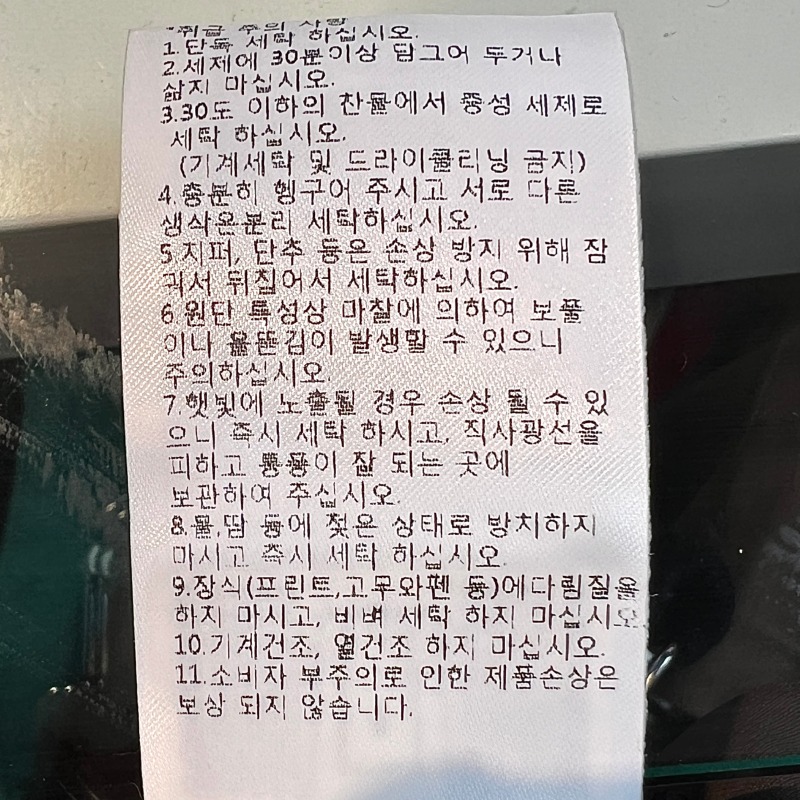 *취급 주의 사항
1.단독 세탁 하십시오.
2.세제에 30분이상 담그어 두거나
삶지 마십시오.
3.30도 이하의 찬물에서 중성 세제로
세탁 하십시오.
(기계세탁 및 드라이클리닝 금지)
4.충분히 헹구어 주시고 서로 다른
생삭은분리 세탁하십시오.
5.지퍼, 단추 등은 손상 방지 위해 잠
궈서 뒤집어서 세탁하십시오.
6.원단 특성상 마찰에 의하여 보풀
이나 올뜯김이 발생할 수 있으니
주의하십시오.
7.햇빛에 노출될 경우 손상 될 수 있
으니 즉시 세탁 하시고, 직사광선을
피하고 통풍이 잘 되는 곳에
보관하여 주십시오.
8.물,땀 등에 젖은 상태로 방치하지
마시고 즉시 세탁 하십시오.
9.장식(프린트,고무와펜 등)에다림질을
하지 마시고, 비벼 세탁 하지 마십시오.
10.기계건조, 열건조 하지 마십시오.
11.소비자 부주의로 인한 제품손상은
보상 되지 않습니다.